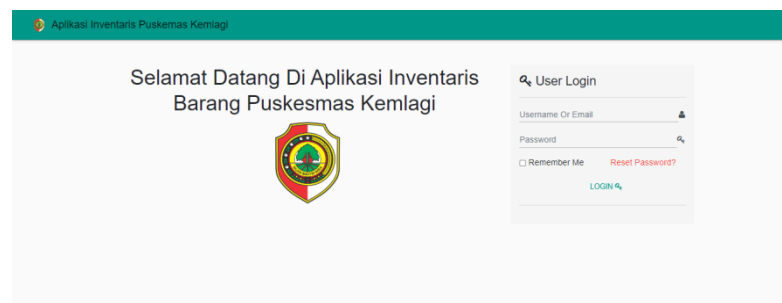 Aplikasi Inventaris Puskemas Kemlagi
Selamat Datang Di Aplikasi Inventaris
Barang Puskesmas Kemlagi
User Login
Username Or Email
Password
Remember Me Reset Password?
LOGIN